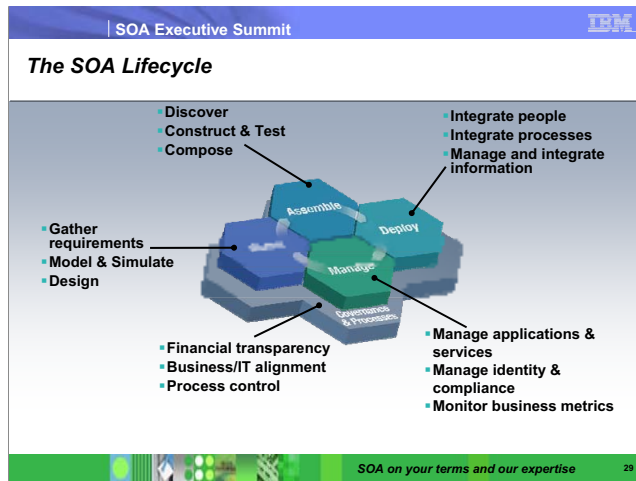 SOA Executive Summit
IBM
The SOA Lifecycle
Discover
Construct & Test
Compose
Integrate people
Integrate processes
Manage and integrate
information
Assemble
Deploy
Manage
Governance
& Processes
Gather
requirements
Model & Simulate
Design
Financial transparency
Business/IT alignment
Process control
Manage applications &
services
Manage identity &
compliance
Monitor business metrics
SOA on your terms and our expertise
29